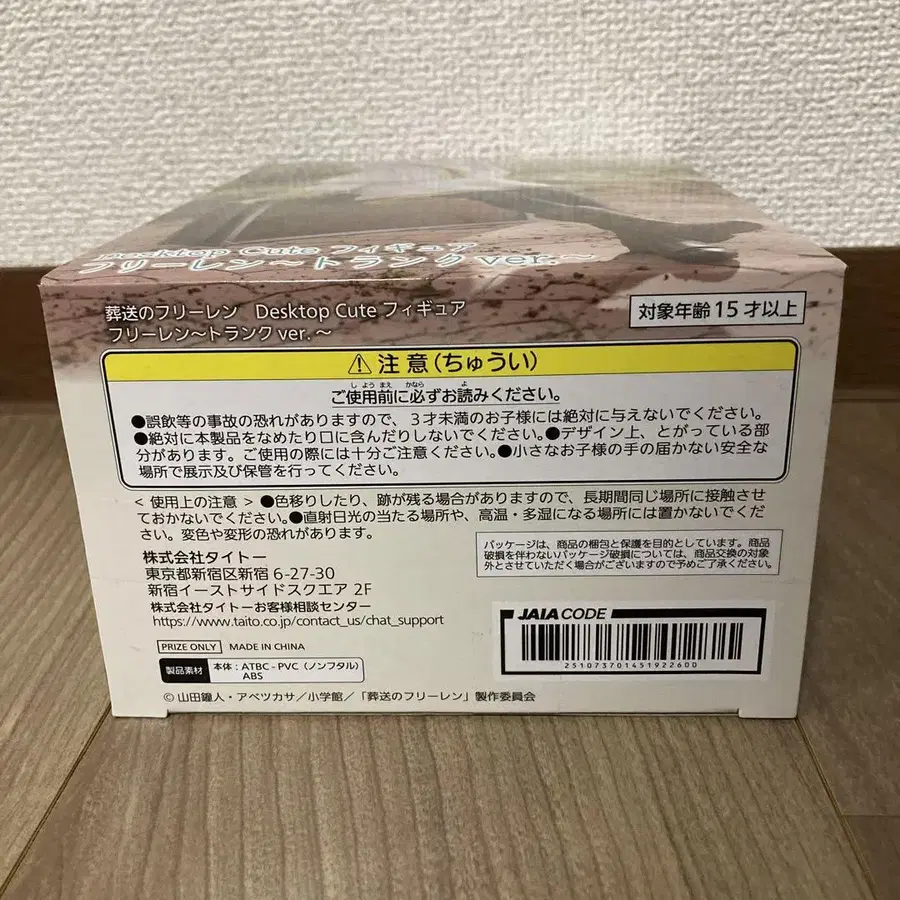 Desktop Cute フィギュア
フリーレン〜トランクver.〜
葬送のフリーレン Desktop Cute フィギュア
フリーレン〜トランク ver. 〜
対象年齢 15 才以上
⚠ 注意(ちゅうい)
ご使用前に必ずお読みください。
●誤飲等の事故の恐れがありますので、3才未満のお子様には絶対に与えないでください。
●絶対に本製品をなめたり口に含んだりしないでください。●デザイン上、とがっている部
分があります。ご使用の際には十分ご注意ください。●小さなお子様の手の届かない安全な
場所で展示及び保管を行ってください。
< 使用上の注意 > ●色移りしたり、跡が残る場合がありますので、長期間同じ場所に接触させ
ておかないでください。●直射日光の当たる場所や、高温・多湿になる場所には置かないでくだ
さい。変色や変形の恐れがあります。
パッケージは、商品の梱包と保護を目的としています。商品
破損を伴わないパッケージ破損については、商品交換の対象
外とさせていただく場合がございますので予めご了承ください。
株式会社タイトー
東京都新宿区新宿 6-27-30
新宿イーストサイドスクエア 2F
株式会社タイトーお客様相談センター
https://www.taito.co.jp/contact_us/chat_support
JAIA CODE
251073701451922600
PRIZE ONLY MADE IN CHINA
製品素材 本体:ATBC-PVC(ノンフタル)
ABS
© 山田鐘人・アベツカサ/小学館/「葬送のフリーレン」製作委員会